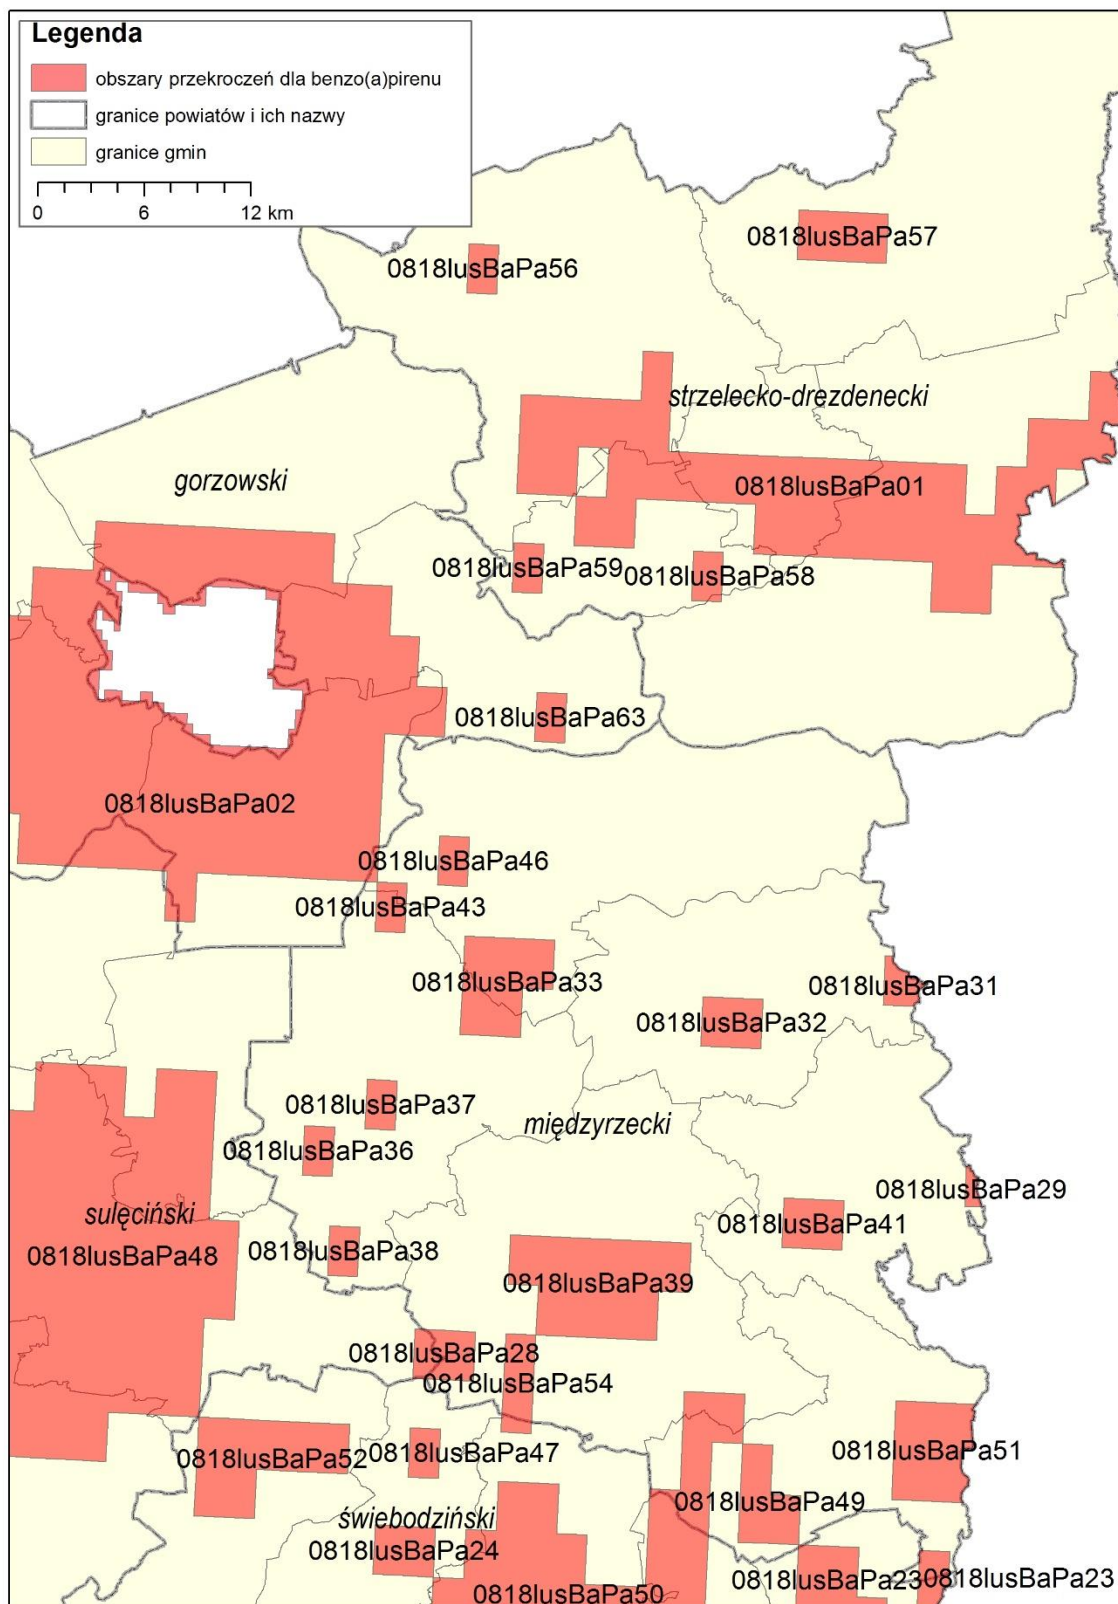 Legenda
obszary przekroczeń dla benzo(a)pirenu
granice powiatów i ich nazwy
granice gmin
0 6 12 km
0818lusBaPa57
0818lusBaPa56
strzelecko-drezdenecki
gorzowski
0818lusBaPa01
0818lusBaPa59
0818lusBaPa58
0818lusBaPa63
0818lusBaPa02
0818lusBaPa46
0818lusBaPa43
0818lusBaPa33
0818lusBaPa31
0818lusBaPa32
0818lusBaPa37
międzyrzecki
0818lusBaPa36
0818lusBaPa29
sulęciński
0818lusBaPa41
0818lusBaPa38
0818lusBaPa48
0818lusBaPa39
0818lusBaPa28
0818lusBaPa54
0818lusBaPa52
0818lusBaPa47
0818lusBaPa51
0818lusBaPa49
świebodziński
0818lusBaPa24
0818lusBaPa23
0818lusBaPa23
0818lusBaPa50